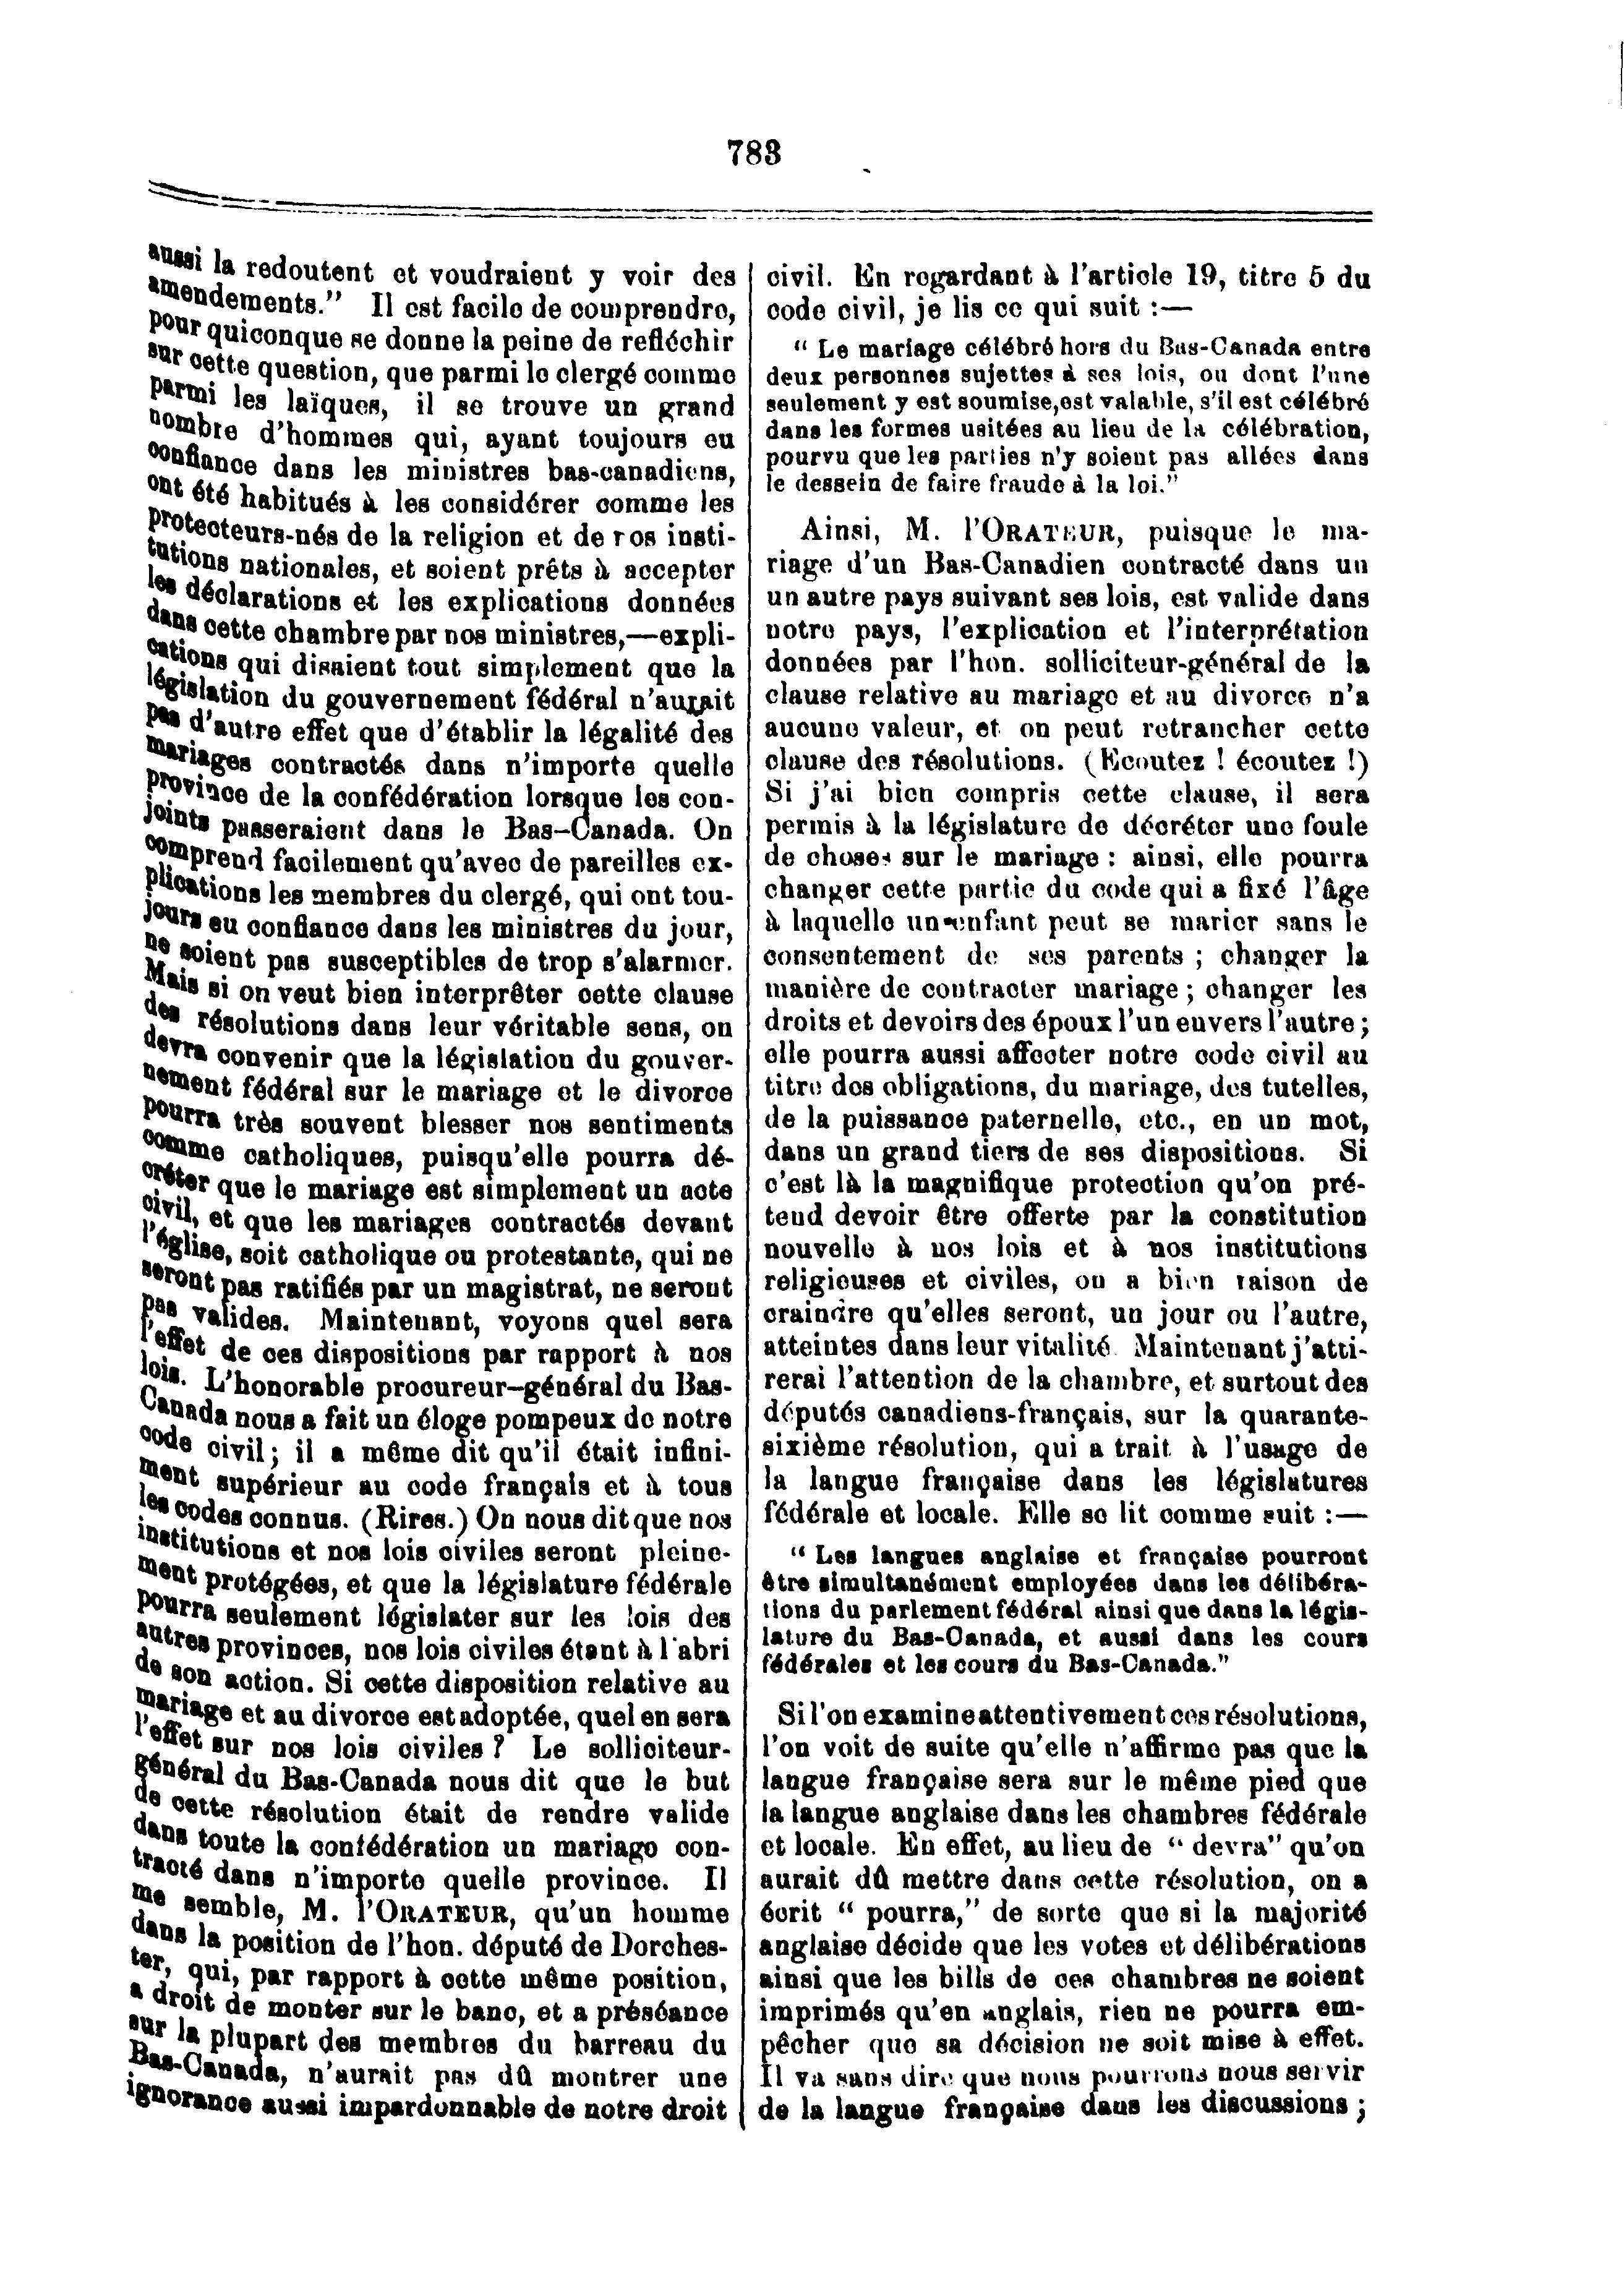 783
aussi la redoutent et voudraient y voir des
amendements." Il est facile de comprendre,
pour quiconque se donne la peine de refléchir
sur cette question, que parmi le clergé comme
parmi les laïques, il se trouve un grand
nombre d'hommes qui, ayant toujours eu
confiance dans les ministres bas-canadiens,
ont été habitués à les considérer comme les
protecteurs-nés de la religion et de nos insti-
tutions nationales, et soient prêts à accepter
les déclarations et les explications données
dans cette chambre par nos ministres,—expli-
cations qui disaient tout simplement que la
législation du gouvernement fédéral n'aurait
pas d'autre effet que d'établir la légalité des
mariages contractés dans n'importe quelle
province de la confédération lorsque les con-
joints passeraient dans le Bas-Canada. On
comprend facilement qu'avec de pareilles ex-
plications les membres du clergé, qui ont tou-
jours eu confiance dans les ministres du jour,
ne soient pas susceptibles de trop s'alarmer.
Mais si on veut bien interprêter cette clause
des résolutions dans leur véritable sens, on
devra convenir que la législation du gouver-
nement fédéral sur le mariage et le divorce
pourra très souvent blesser nos sentiments
comme catholiques, puisqu'elle pourra dé-
créter que le mariage est simplement un acte
civil, et que les mariages contractés devant
l'église, soit catholique ou protestante, qui ne
seront pas ratifiés par un magistrat, ne seront
pas valides. Maintenant, voyons quel sera
l'effet de ces dispositions par rapport à nos
lois. L'honorable procureur-général du Bas-
Canada nous a fait un éloge pompeux de notre
code civil; il a même dit qu'il était infini-
ment supérieur au code français et à tous
les codes connus. (Rires.) On nous dit que nos
institutions et nos lois civiles seront pleine-
ment protégées, et que la législature fédérale
pourra seulement législater sur les lois des
autres provinces, nos lois civiles étant à l'abri
de son action. Si cette disposition relative au
mariage et au divorce est adoptée, quel en sera
l'effet sur nos lois civiles ? Le solliciteur-
général du Bas-Canada nous dit que le but
de cette résolution était de rendre valide
dans toute la confédération un mariage con-
tracté dans n'importe quelle province. Il
me semble, M. l'ORATEUR, qu'un homme
dans la position de l'hon. député de Dorches-
ter, qui, par rapport à cette même position,
a droit de monter sur le banc, et a préséance
sur la plupart des membres du barreau du
Bas-Canada, n'aurait pas dû montrer une
ignorance aussi impardonnable de notre droit
civil. En regardant à l'article 19, titre 5 du
code civil, je lis ce qui suit :—
" Le mariage célébré hors du Bas-Canada entre
deux personnes sujettes à ses lois, ou dont l'une
seulement y est soumise, est valable, s'il est célébré
dans les formes usitées au lieu de la célébration,
pourvu que les parties n'y soient pas allées dans
le dessein de faire fraude à la loi."
Ainsi, M. l'ORATEUR, puisque le ma-
riage d'un Bas-Canadien contracté dans un
un autre pays suivant ses lois, est valide dans
notre pays, l'explication et l'interprétation
données par l'hon. solliciteur-général de la
clause relative au mariage et au divorce n'a
aucune valeur, et on peut retrancher cette
clause des résolutions. (Ecoutez ! écoutez !)
Si j'ai bien compris cette clause, il sera
permis à la législature de décréter une foule
de choses sur le mariage : ainsi, elle pourra
changer cette partie du code qui a fixé l'âge
à laquelle un enfant peut se marier sans le
consentement de ses parents ; changer la
manière de contracter mariage ; changer les
droits et devoirs des époux l'un envers l'autre ;
elle pourra aussi affecter notre code civil au
titre des obligations, du mariage, des tutelles,
de la puissance paternelle, etc., en un mot,
dans un grand tiers de ses dispositions. Si
c'est là la magnifique protection qu'on pré-
tend devoir être offerte par la constitution
nouvelle à nos lois et à nos institutions
religieuses et civiles, on a bien raison de
craindre qu'elles seront, un jour ou l'autre,
atteintes dans leur vitalité. Maintenant j'atti-
rerai l'attention de la chambre, et surtout des
députés canadiens-français, sur la quarante-
sixième résolution, qui a trait à l'usage de
la langue française dans les législatures
fédérale et locale. Elle se lit comme suit :—
" Les langues anglaise et française pourront
être simultanément employées dans les délibéra-
tions du parlement fédéral ainsi que dans la légis-
lature du Bas-Canada, et aussi dans les cours
fédérales et les cours du Bas-Canada."
Si l'on examine attentivement ces résolutions,
l'on voit de suite qu'elle n'affirme pas que la
langue française sera sur le même pied que
la langue anglaise dans les chambres fédérale
et locale. En effet, au lieu de " devra" qu'on
aurait dû mettre dans cette résolution, on a
écrit " pourra," de sorte que si la majorité
anglaise décide que les votes et délibérations
ainsi que les bills de ces chambres ne soient
imprimés qu'en anglais, rien ne pourra em-
pêcher que sa décision ne soit mise à effet.
Il va sans dire que nous pourrons nous servir
de la langue française dans les discussions ;